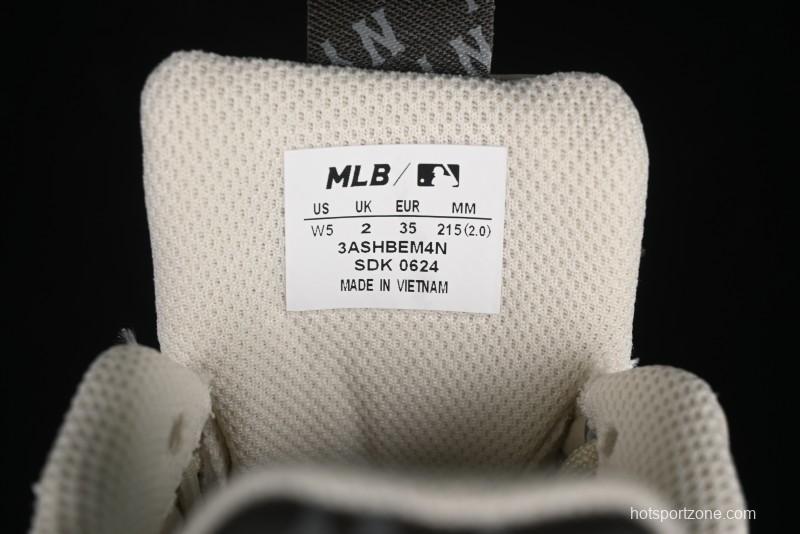 MLB /
US UK EUR MM
W5 2 35 215(2.0)
3ASHBEM4N
SDK 0624
MADE IN VIETNAM
hotsportzone.com